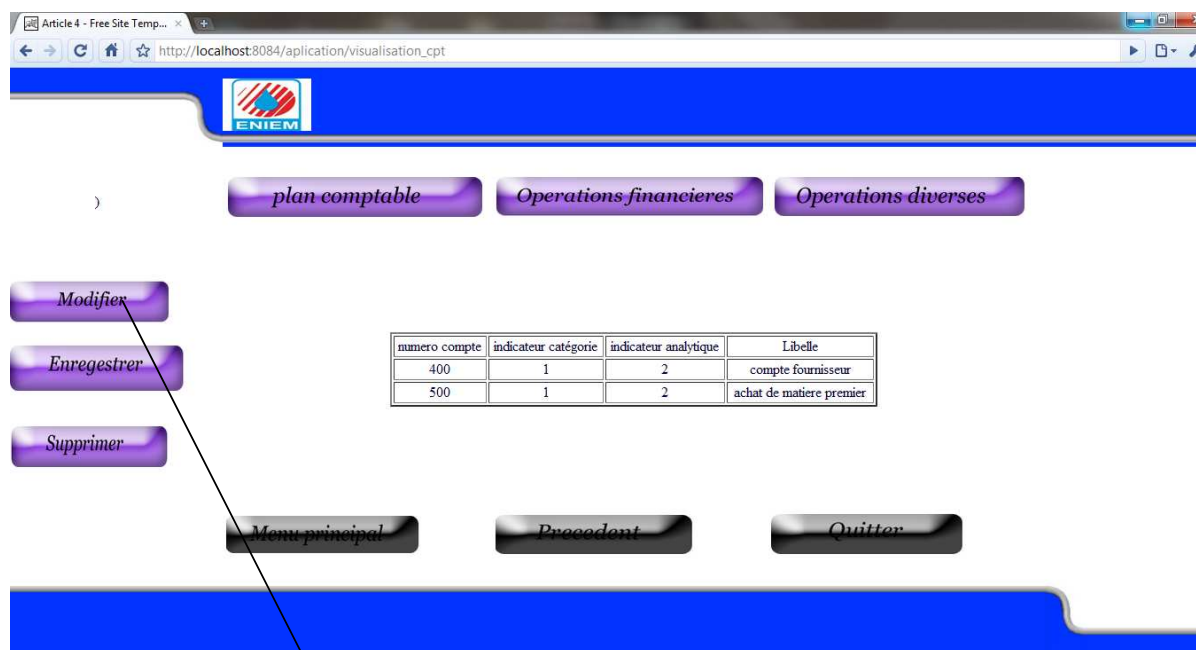 Article 4 - Free Site Temp...
http://localhost:8084/aplication/visualisation_cpt
ENIEM
plan comptable Operations financieres Operations diverses
)
Modifier
Enregestrer
Supprimer
numero compte indicateur catégorie indicateur analytique Libelle
400 1 2 compte fournisseur
500 1 2 achat de matiere premier
Menu principal Precedent Quitter